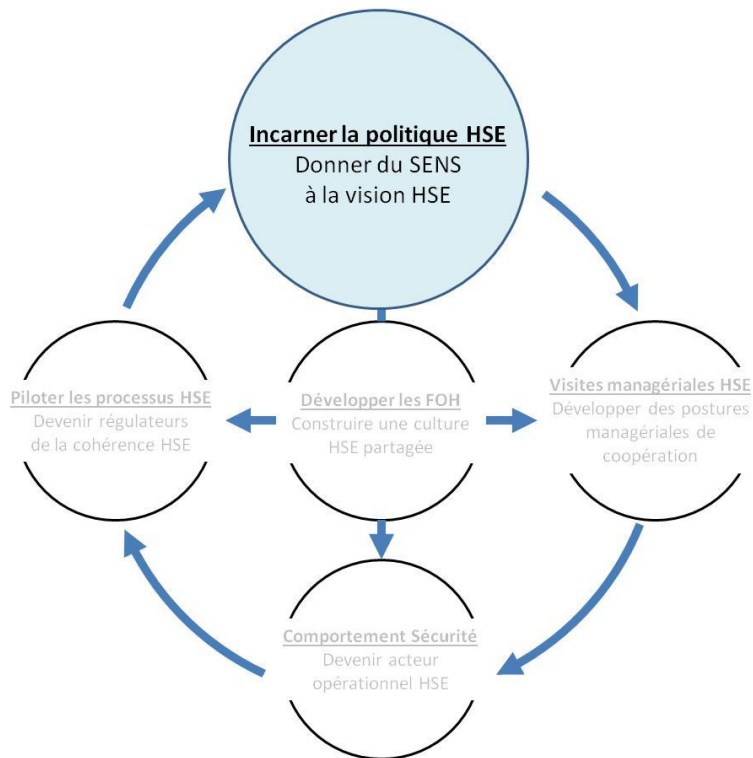 Incarner la politique HSE
Donner du SENS
à la vision HSE
Piloter les processus HSE
Devenir régulateurs
de la cohérence HSE
Développer les FOH
Construire une culture
HSE partagée
Visites managériales HSE
Développer des postures
managériales de
coopération
Comportement Sécurité
Devenir acteur
opérationnel HSE